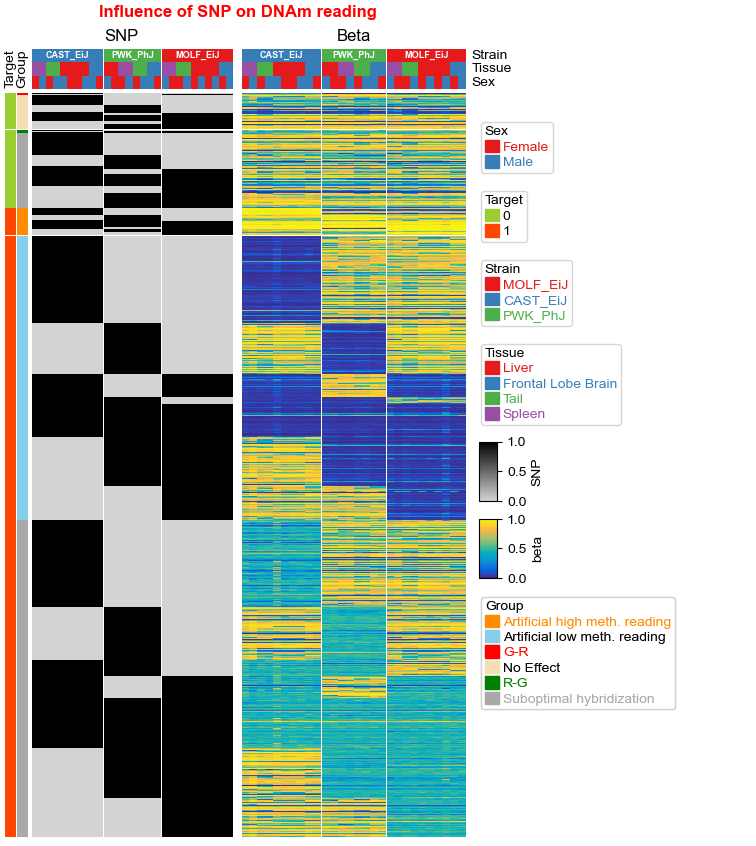 Influence of SNP on DNAm reading
SNP
Beta
Target
Group
CAST_EiJ
PWK_PhJ
MOLF_EiJ
CAST_EiJ
PWK_PhJ
MOLF_EiJ
Strain
Tissue
Sex
Sex
Female
Male
Target
0
1
Strain
MOLF_EiJ
CAST_EiJ
PWK_PhJ
Tissue
Liver
Frontal Lobe Brain
Tail
Spleen
1.0
0.5
0.0
SNP
1.0
0.5
0.0
beta
Group
Artificial high meth. reading
Artificial low meth. reading
G-R
No Effect
R-G
Suboptimal hybridization